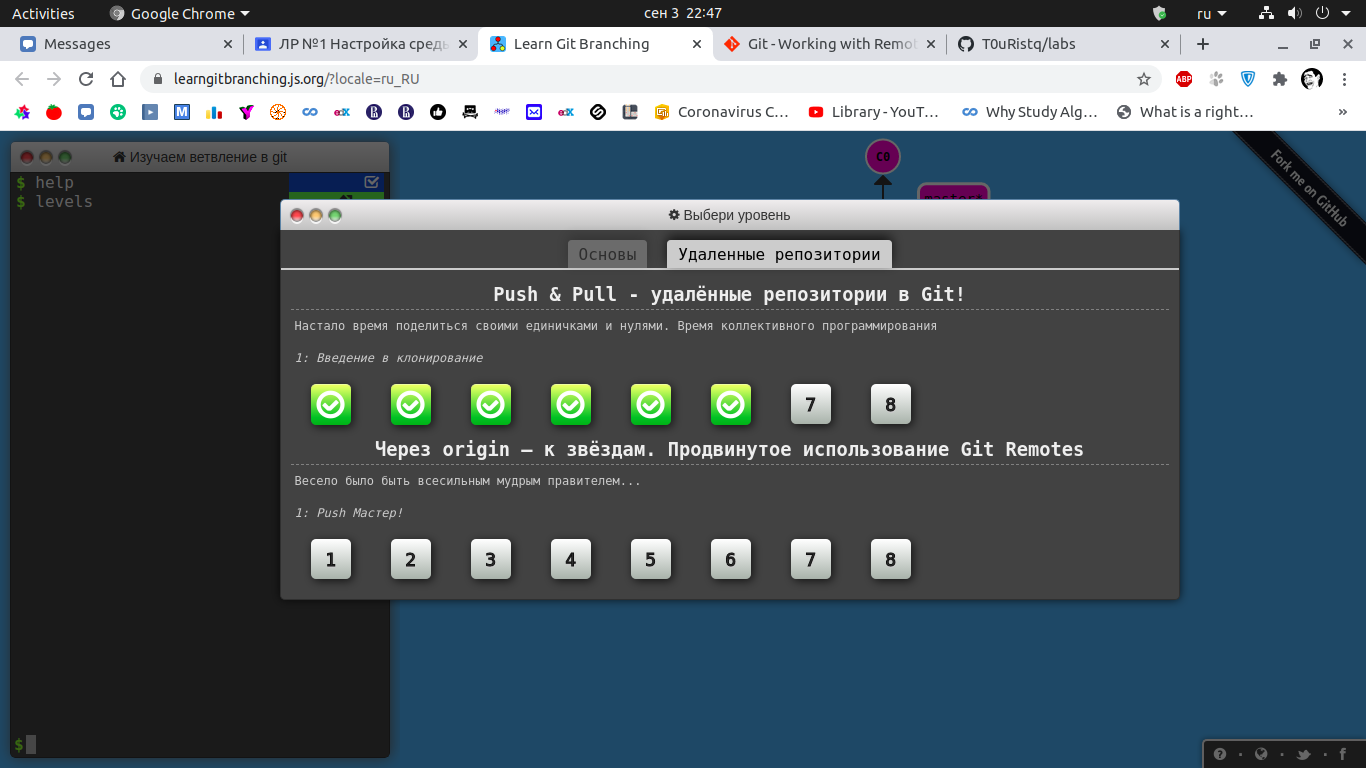 Activities
Google Chrome
сен 3 22:47
ru
Messages
ЛР №1 Настройка сред
Learn Git Branching
Git - Working with Remo
T0uRistq/labs
learngitbranching.js.org/?locale=ru_RU
ABP
Coronavirus C…
Library - YouT…
Why Study Alg…
What is a right…
»
Изучаем ветвление в git
$ help
$ levels
C0
master*
Fork me on GitHub
Выбери уровень
Основы
Удаленные репозитории
Push & Pull - удалённые репозитории в Git!
Настало время поделиться своими единичками и нулями. Время коллективного программирования
1: Введение в клонирование
7 8
Через origin – к звёздам. Продвинутое использование Git Remotes
Весело было быть всесильным мудрым правителем...
1: Push Мастер!
1 2 3 4 5 6 7 8
$